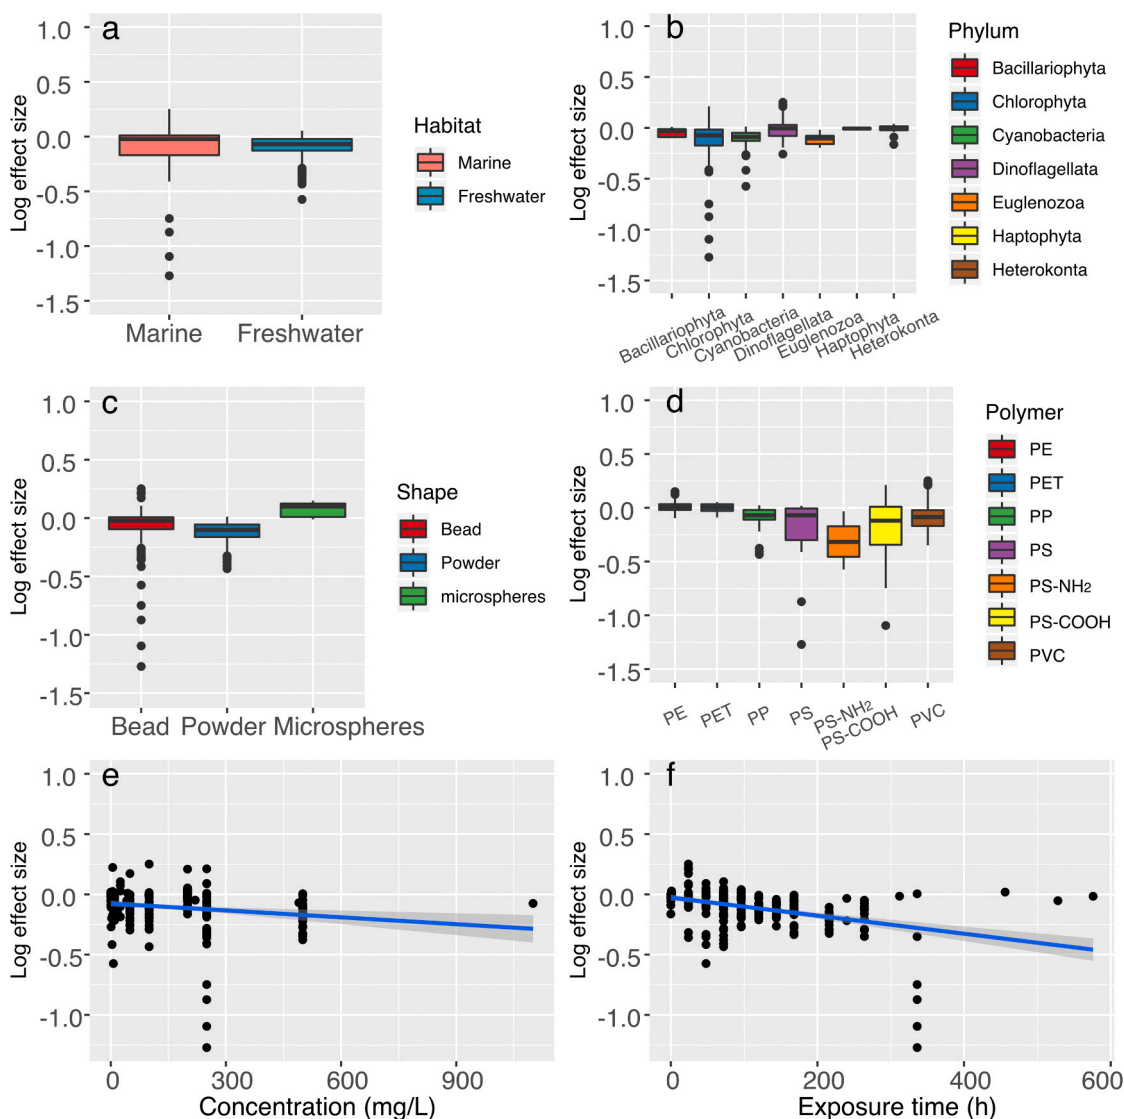 a
1.0
0.5
0.0
-0.5
-1.0
-1.5
Log effect size
Marine
Freshwater
Habitat
Marine
Freshwater
b
1.0
0.5
0.0
-0.5
-1.0
-1.5
Log effect size
Bacillariophyta
Chlorophyta
Cyanobacteria
Dinoflagellata
Euglenozoa
Haptophyta
Heterokonta
Phylum
Bacillariophyta
Chlorophyta
Cyanobacteria
Dinoflagellata
Euglenozoa
Haptophyta
Heterokonta
c
1.0
0.5
0.0
-0.5
-1.0
-1.5
Log effect size
Bead
Powder
Microspheres
Shape
Bead
Powder
microspheres
d
1.0
0.5
0.0
-0.5
-1.0
-1.5
Log effect size
PE
PET
PP
PS
PS-NH2
PS-COOH
PVC
Polymer
PE
PET
PP
PS
PS-NH2
PS-COOH
PVC
e
1.0
0.5
0.0
-0.5
-1.0
Log effect size
0
300
600
900
Concentration (mg/L)
f
1.0
0.5
0.0
-0.5
-1.0
Log effect size
0
200
400
600
Exposure time (h)